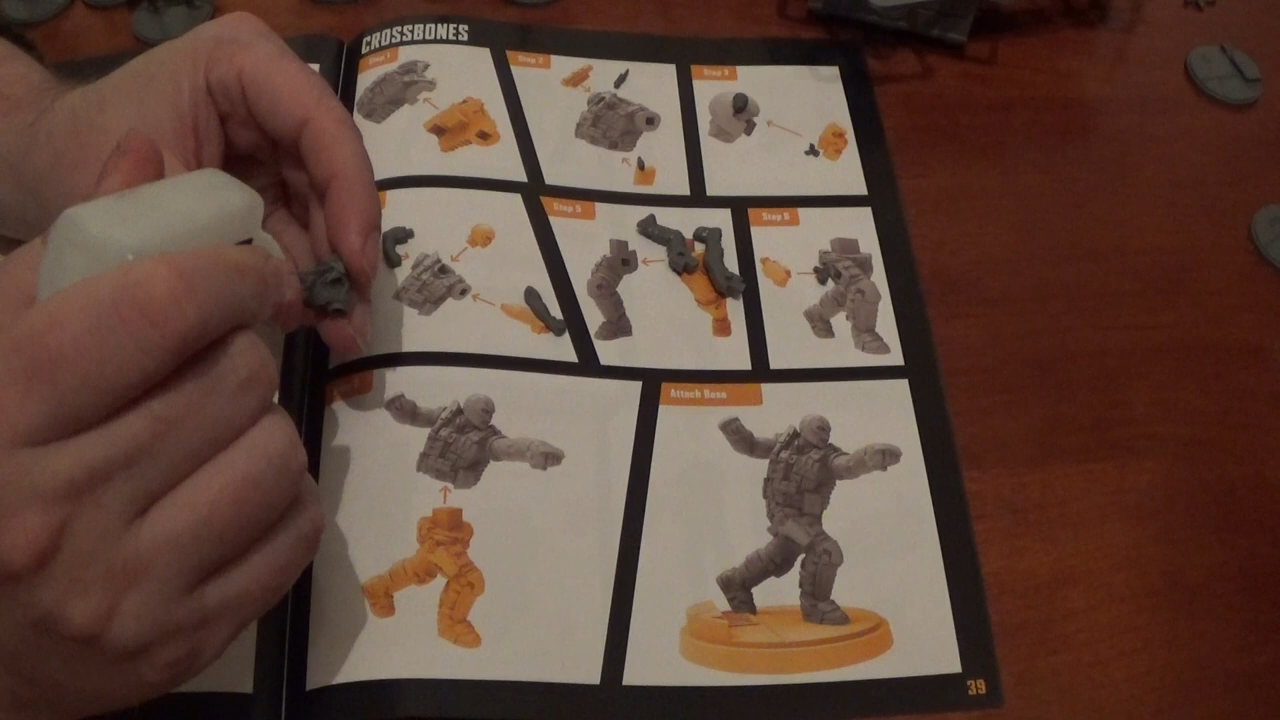 CROSSBONES
Step 1
Step 2
Step 3
Step 5
Step 6
Attach Base
39